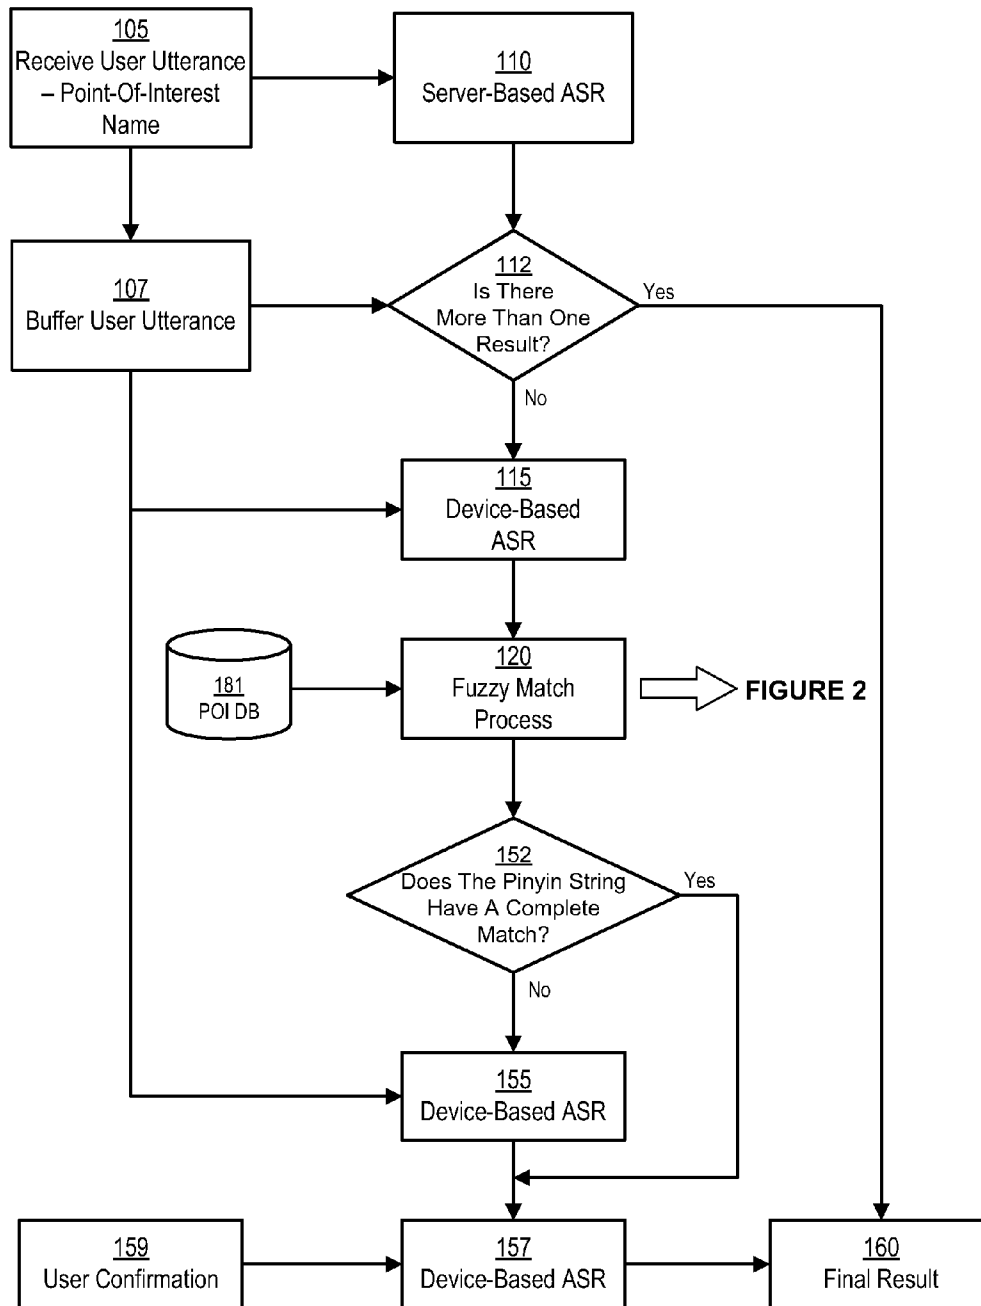 105
Receive User Utterance
– Point-Of-Interest
Name
110
Server-Based ASR
107
Buffer User Utterance
112
Is There
More Than One
Result?
Yes
No
115
Device-Based
ASR
181
POI DB
120
Fuzzy Match
Process
FIGURE 2
152
Does The Pinyin String
Have A Complete
Match?
Yes
No
155
Device-Based ASR
159
User Confirmation
157
Device-Based ASR
160
Final Result